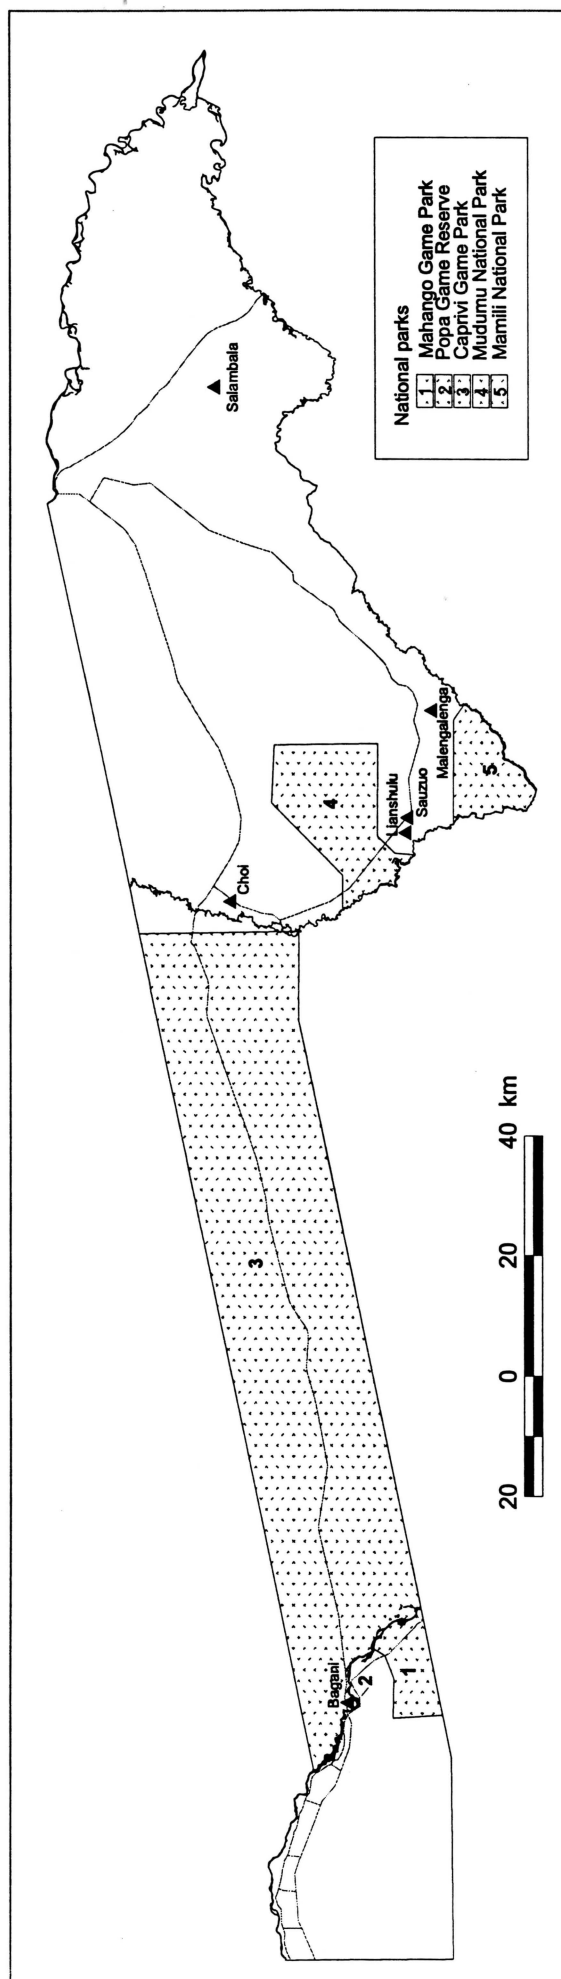 Salambala
Choi
Lianshulu
Sauzuo
Malengalenga
Bagani
3
4
5
2
1
National parks
1 Mahango Game Park
2 Popa Game Reserve
3 Caprivi Game Park
4 Mudumu National Park
5 Mamili National Park
20 0 20 40 km